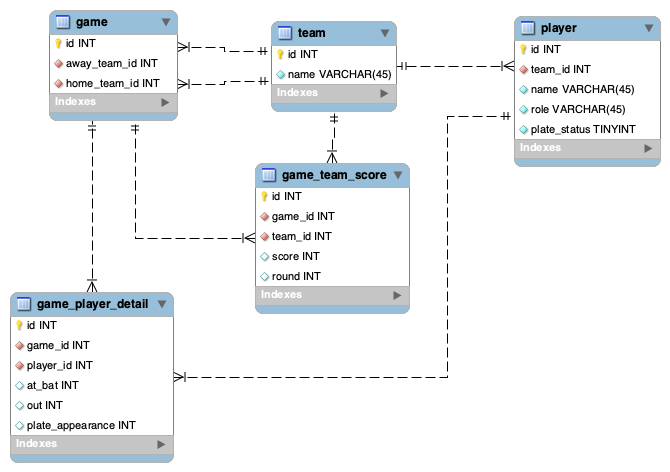 game
id INT
away_team_id INT
home_team_id INT
Indexes
team
id INT
name VARCHAR(45)
Indexes
player
id INT
team_id INT
name VARCHAR(45)
role VARCHAR(45)
plate_status TINYINT
Indexes
game_team_score
id INT
game_id INT
team_id INT
score INT
round INT
Indexes
game_player_detail
id INT
game_id INT
player_id INT
at_bat INT
out INT
plate_appearance INT
Indexes